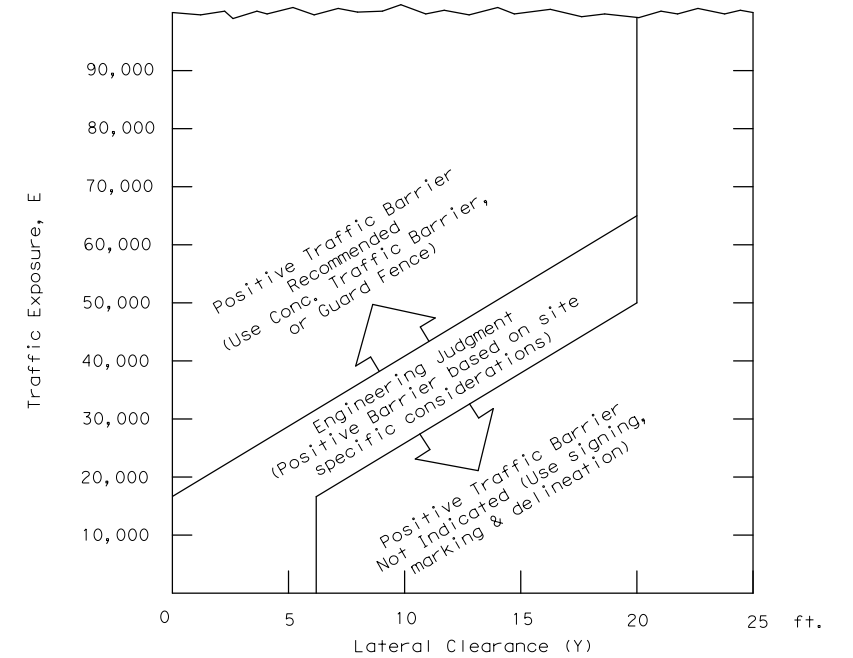 90,000
80,000
70,000
60,000
50,000
40,000
30,000
20,000
10,000
Traffic Exposure, E
Positive Traffic Barrier
Recommended
(Use Conc. Traffic Barrier,
or Guard Fence)
Engineering Judgment
(Positive Barrier based on site
specific considerations)
Positive Traffic Barrier
Not Indicated (Use signing,
marking & delineation)
0 5 10 15 20 25 ft.
Lateral Clearance (Y)